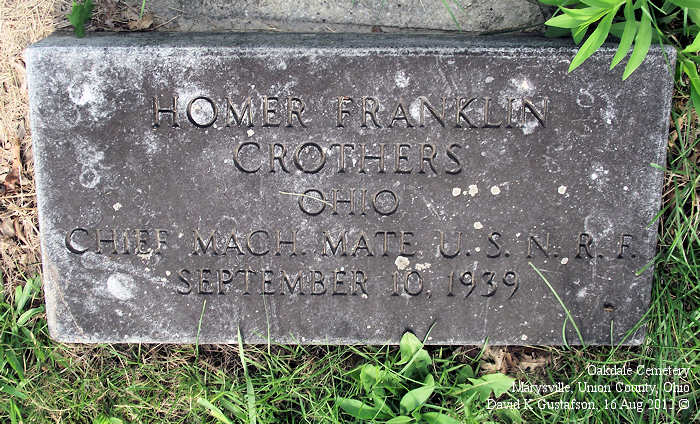 HOMER FRANKLIN
CROTHERS
OHIO
CHIEF MACH. MATE U. S. N. R. F.
SEPTEMBER 10, 1939
Oakdale Cemetery
Marysville, Union County, Ohio
David K Gustafson, 16 Aug 2013 ©